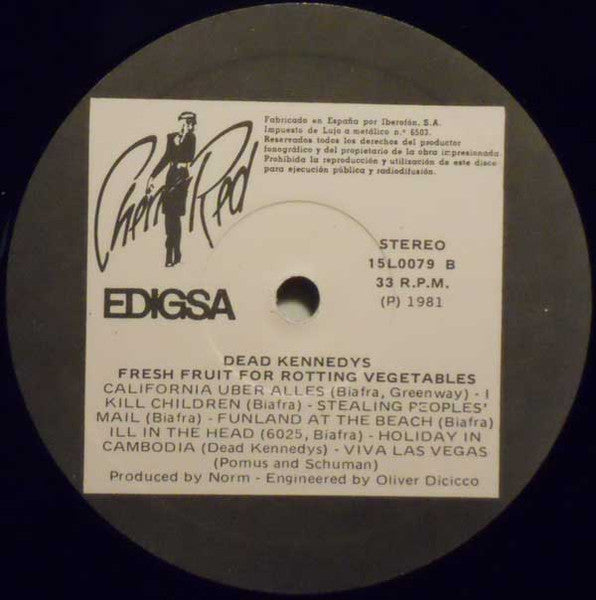 Cherry Red
EDIGSA
Fabricado en España por Iberofón, S.A.
Impuesto de Lujo a metálico n.º 6503.
Reservados todos los derechos del productor
fonográfico y del propietario de la obra impresionada.
Prohibida la reproducción y utilización de este disco
para ejecución pública y radiodifusión.
STEREO
15L0079 B
33 R.P.M.
(P) 1981
DEAD KENNEDYS
FRESH FRUIT FOR ROTTING VEGETABLES
CALIFORNIA UBER ALLES (Biafra, Greenway) - I
KILL CHILDREN (Biafra) - STEALING PEOPLES'
MAIL (Biafra) - FUNLAND AT THE BEACH (Biafra)
ILL IN THE HEAD (6025, Biafra) - HOLIDAY IN
CAMBODIA (Dead Kennedys) - VIVA LAS VEGAS
(Pomus and Schuman)
Produced by Norm - Engineered by Oliver Dicicco